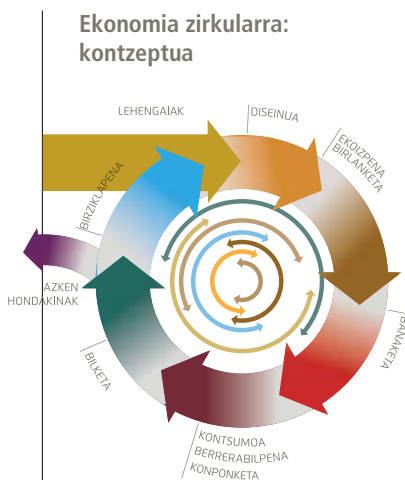 Ekonomia zirkularra:
kontzeptua
LEHENGAIAK
DISEINUA
EKOIZPENA
BIRLANKETA
BANAKETA
KONTSUMOA
BERRERABILPENA
KONPONKETA
BILKETA
AZKEN
HONDAKINAK
BIRZIKLAPENA